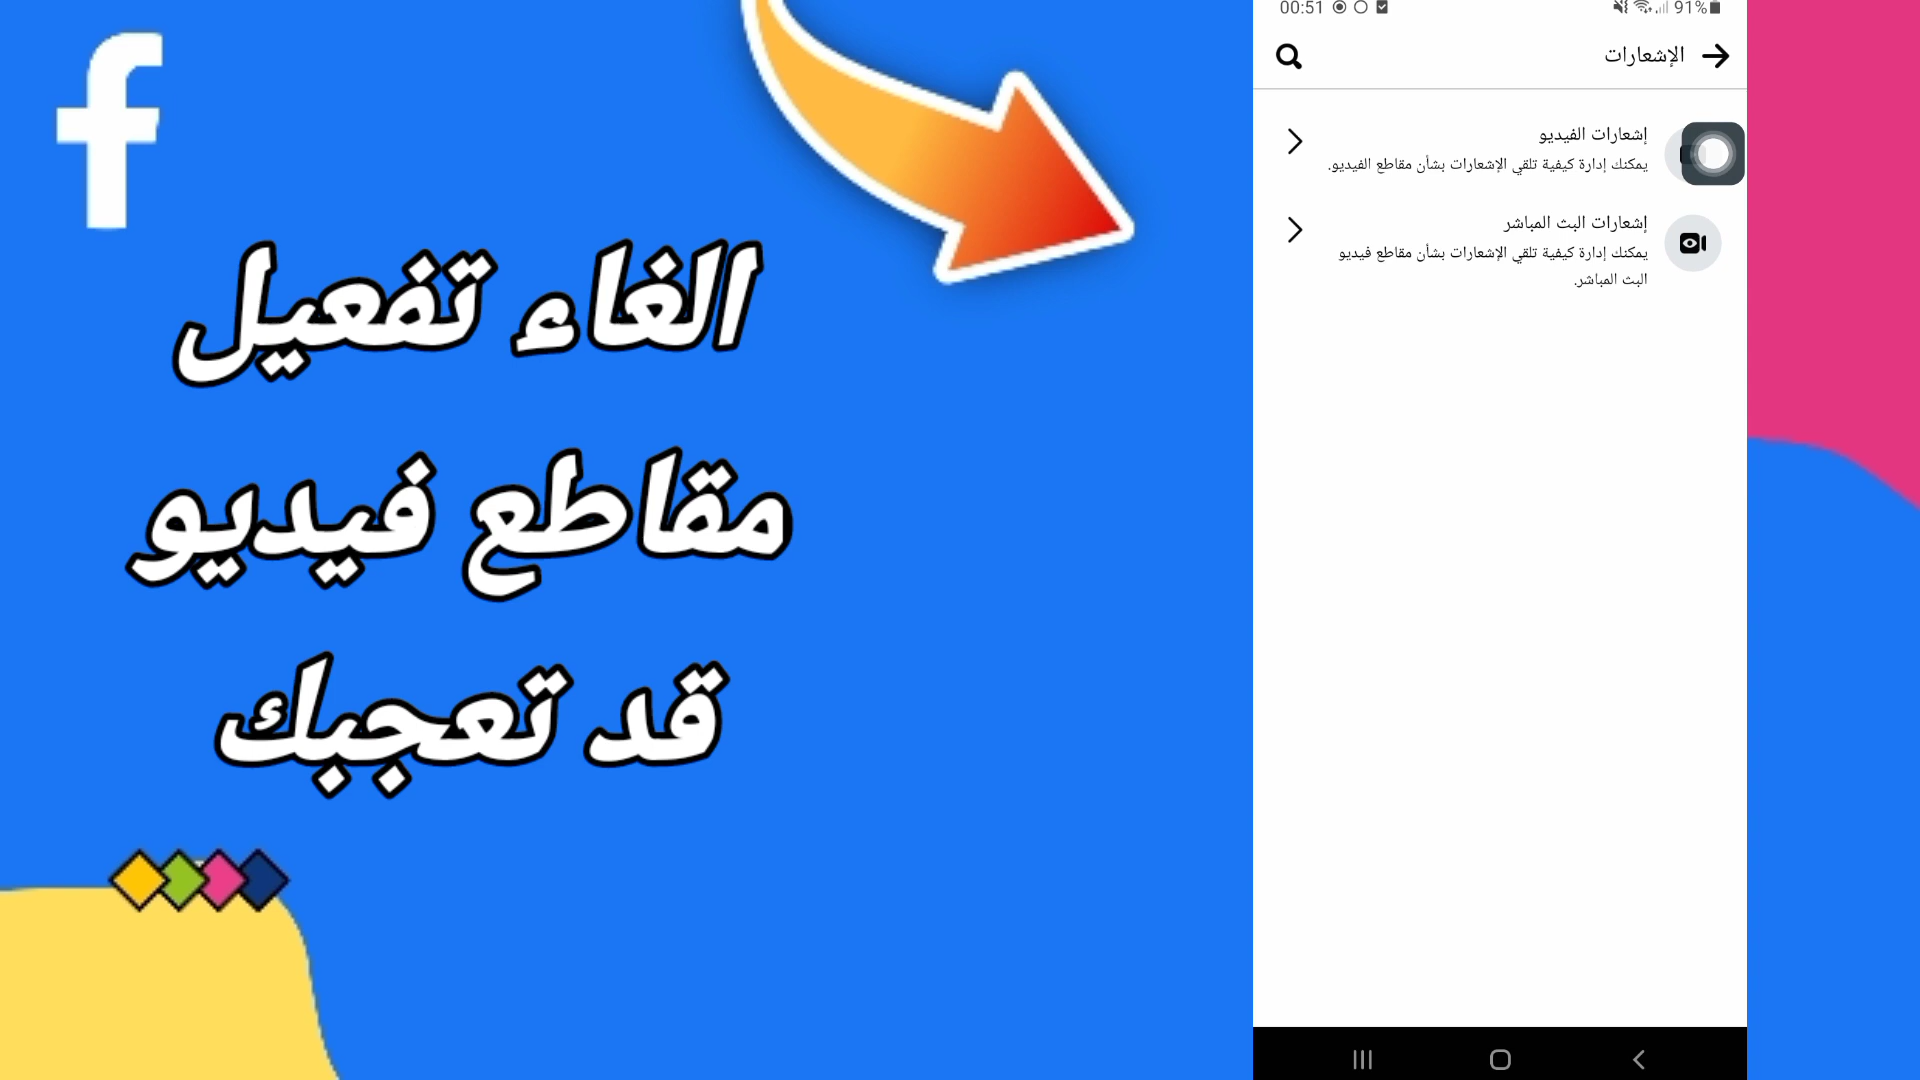 الغاء تفعيل
مقاطع فيديو
قد تعجبك
00:51
91%
الإشعارات
إشعارات الفيديو
يمكنك إدارة كيفية تلقي الإشعارات بشأن مقاطع الفيديو.
إشعارات البث المباشر
يمكنك إدارة كيفية تلقي الإشعارات بشأن مقاطع فيديو
البث المباشر.